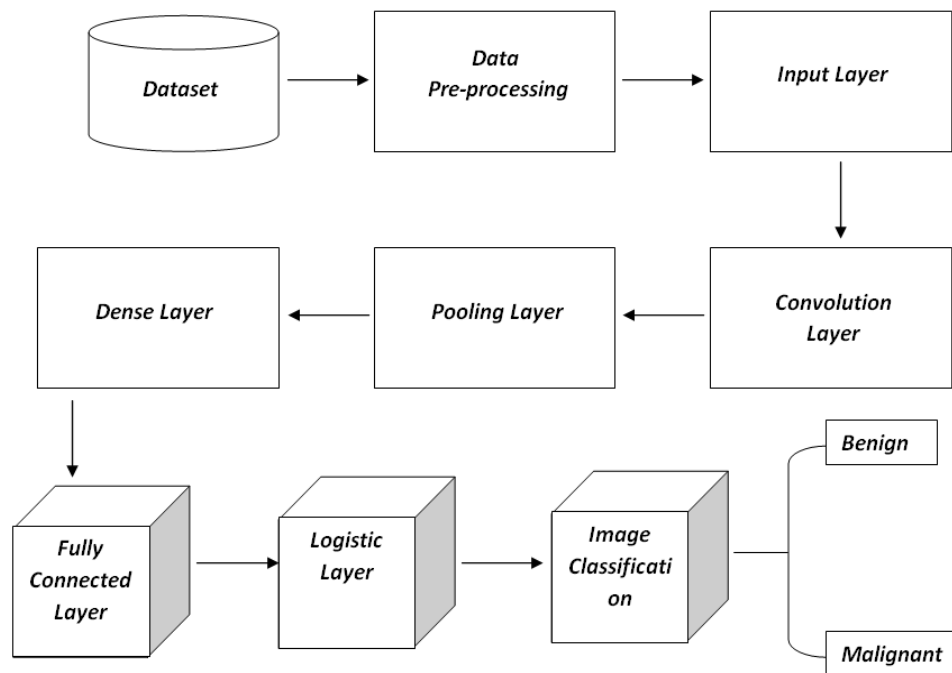 Dataset
Data
Pre-processing
Input Layer
Convolution
Layer
Pooling Layer
Dense Layer
Fully
Connected
Layer
Logistic
Layer
Image
Classificati
on
Benign
Malignant